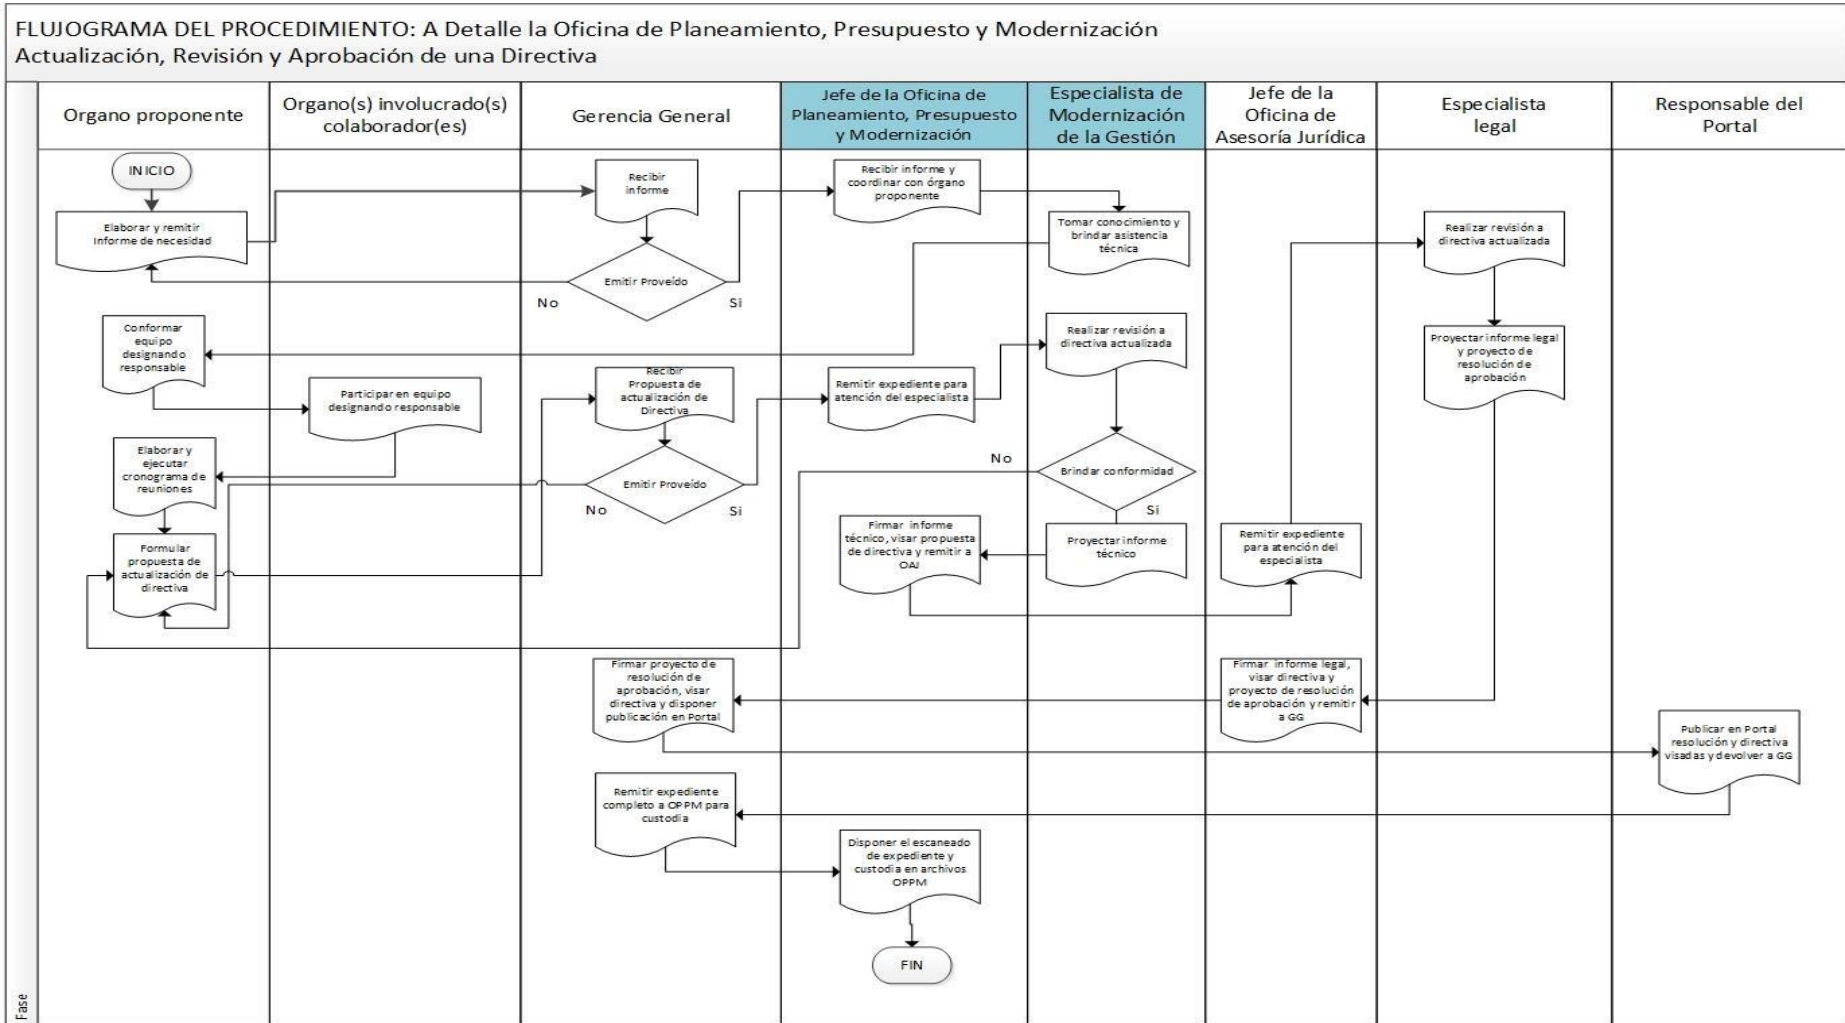 FLUJOGRAMA DEL PROCEDIMIENTO: A Detalle la Oficina de Planeamiento, Presupuesto y Modernización
Actualización, Revisión y Aprobación de una Directiva
Organo proponente
Organo(s) involucrado(s)
colaborador(es)
Gerencia General
Jefe de la Oficina de
Planeamiento, Presupuesto
y Modernización
Especialista de
Modernización
de la Gestión
Jefe de la
Oficina de
Asesoría Jurídica
Especialista
legal
Responsable del
Portal
INICIO
Elaborar y remitir
Informe de necesidad
Recibir
informe
Emitir Proveído
No
Si
Recibir informe y
coordinar con órgano
proponente
Tomar conocimiento y
brindar asistencia
técnica
Conformar
equipo
designando
responsable
Participar en equipo
designando responsable
Elaborar y
ejecutar
cronograma de
reuniones
Formular
propuesta de
actualización de
directiva
Recibir
Propuesta de
actualización de
Directiva
Emitir Proveído
No
Si
Remitir expediente para
atención del especialista
Realizar revisión a
directiva actualizada
Brindar conformidad
No
Si
Proyectar informe
técnico
Firmar informe
técnico, visar propuesta
de directiva y remitir a
OAJ
Remitir expediente
para atención del
especialista
Realizar revisión a
directiva actualizada
Proyectar informe legal
y proyecto de
resolución de
aprobación
Firmar informe legal,
visar directiva y
proyecto de resolución
de aprobación y remitir
a GG
Firmar proyecto de
resolución de
aprobación, visar
directiva y disponer
publicación en Portal
Publicar en Portal
resolución y directiva
visadas y devolver a GG
Remitir expediente
completo a OPPM para
custodia
Disponer el escaneado
de expediente y
custodia en archivos
OPPM
FIN
Fase